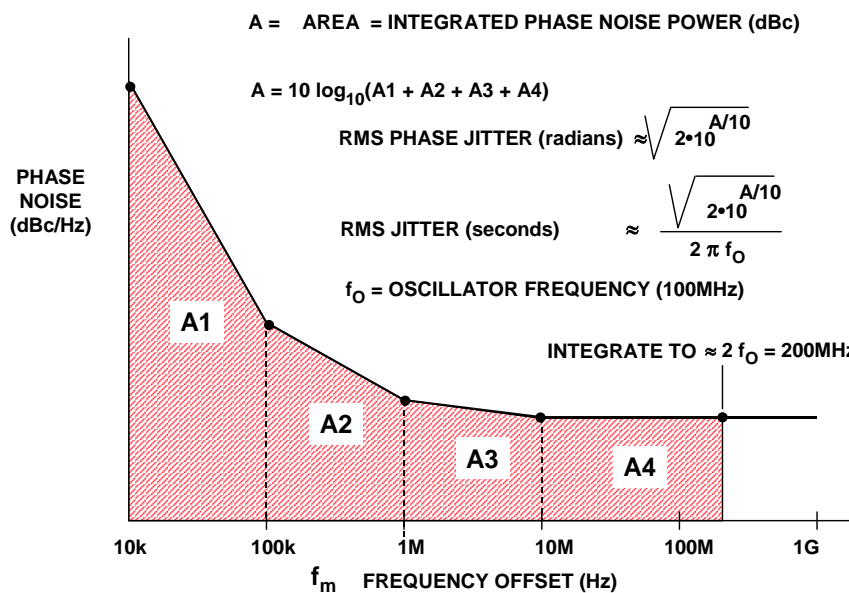 A = AREA = INTEGRATED PHASE NOISE POWER (dBc)
A = 10 log10(A1 + A2 + A3 + A4)
RMS PHASE JITTER (radians) ≈ √2•10^A/10
PHASE
NOISE
(dBc/Hz)
RMS JITTER (seconds) ≈ √2•10^A/10 / 2 π fO
fO = OSCILLATOR FREQUENCY (100MHz)
INTEGRATE TO ≈ 2 fO = 200MHz
A1
A2
A3
A4
10k 100k 1M 10M 100M 1G
fm FREQUENCY OFFSET (Hz)